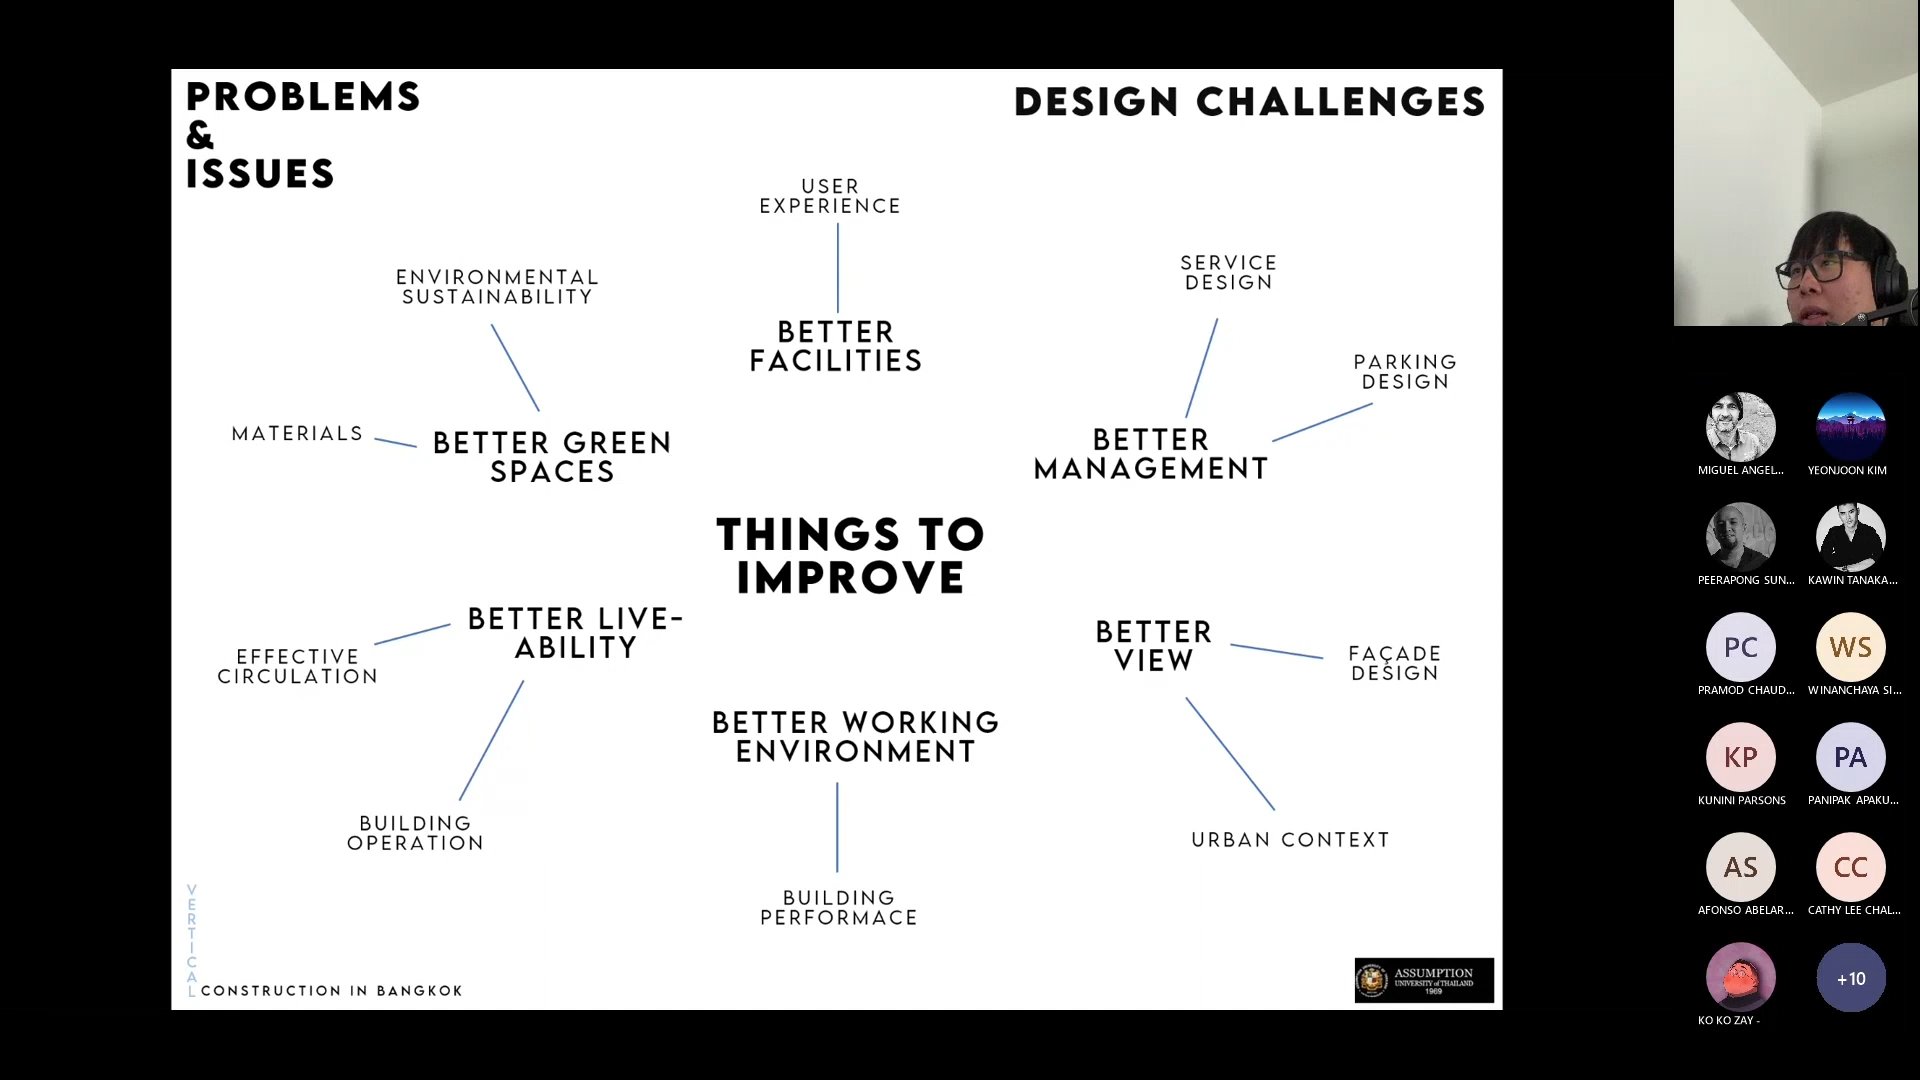 PROBLEMS
&
ISSUES
DESIGN CHALLENGES
USER
EXPERIENCE
ENVIRONMENTAL
SUSTAINABILITY
SERVICE
DESIGN
BETTER
FACILITIES
PARKING
DESIGN
MATERIALS
BETTER GREEN
SPACES
BETTER
MANAGEMENT
THINGS TO
IMPROVE
BETTER LIVE-
ABILITY
EFFECTIVE
CIRCULATION
BETTER
VIEW
FAÇADE
DESIGN
BETTER WORKING
ENVIRONMENT
BUILDING
OPERATION
URBAN CONTEXT
BUILDING
PERFORMACE
VERTICAL
CONSTRUCTION IN BANGKOK
ASSUMPTION
UNIVERSITY of THAILAND
1969
MIGUEL ANGEL...
YEONJOON KIM
PEERAPONG SUN...
KAWIN TANAKA...
PC
WS
PRAMOD CHAUD...
WINANCHAYA SI...
KP
PA
KUNINI PARSONS
PANIPAK APAKU...
AS
CC
AFONSO ABELAR...
CATHY LEE CHAL...
+10
KO KO ZAY -